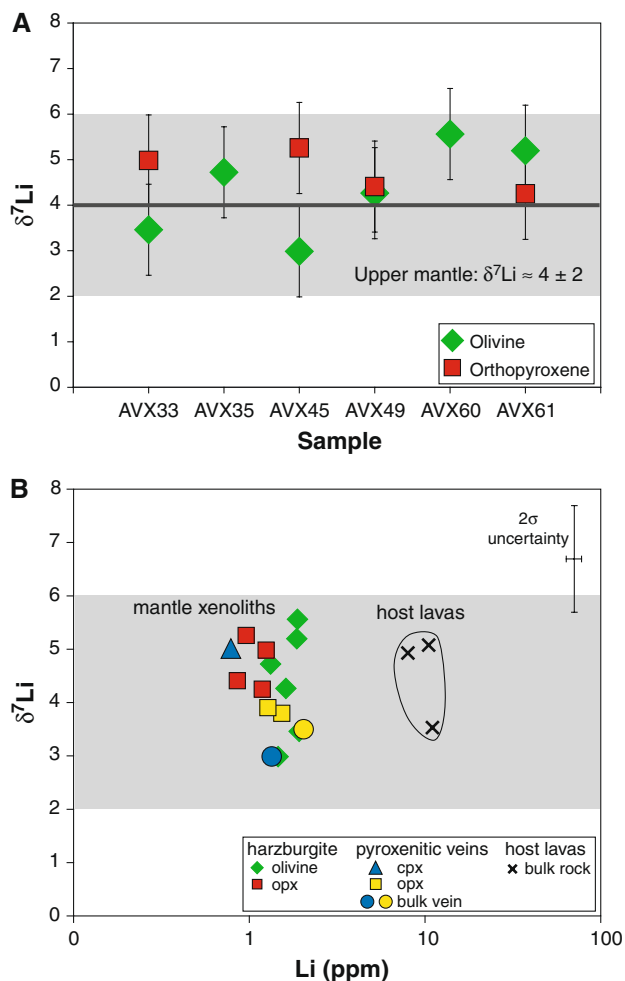 A
8
7
6
5
4
3
2
1
0
δ⁷Li
Upper mantle: δ⁷Li ≈ 4 ± 2
Olivine
Orthopyroxene
AVX33 AVX35 AVX45 AVX49 AVX60 AVX61
Sample
B
8
7
6
5
4
3
2
1
0
δ⁷Li
2σ
uncertainty
mantle xenoliths
host lavas
harzburgite pyroxenitic veins host lavas
olivine cpx bulk rock
opx opx
bulk vein
0 1 10 100
Li (ppm)